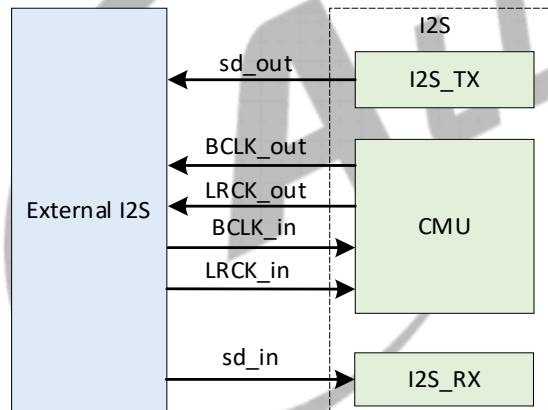 I2S
sd_out
I2S_TX
BCLK_out
LRCK_out
External I2S
BCLK_in
CMU
LRCK_in
sd_in
I2S_RX